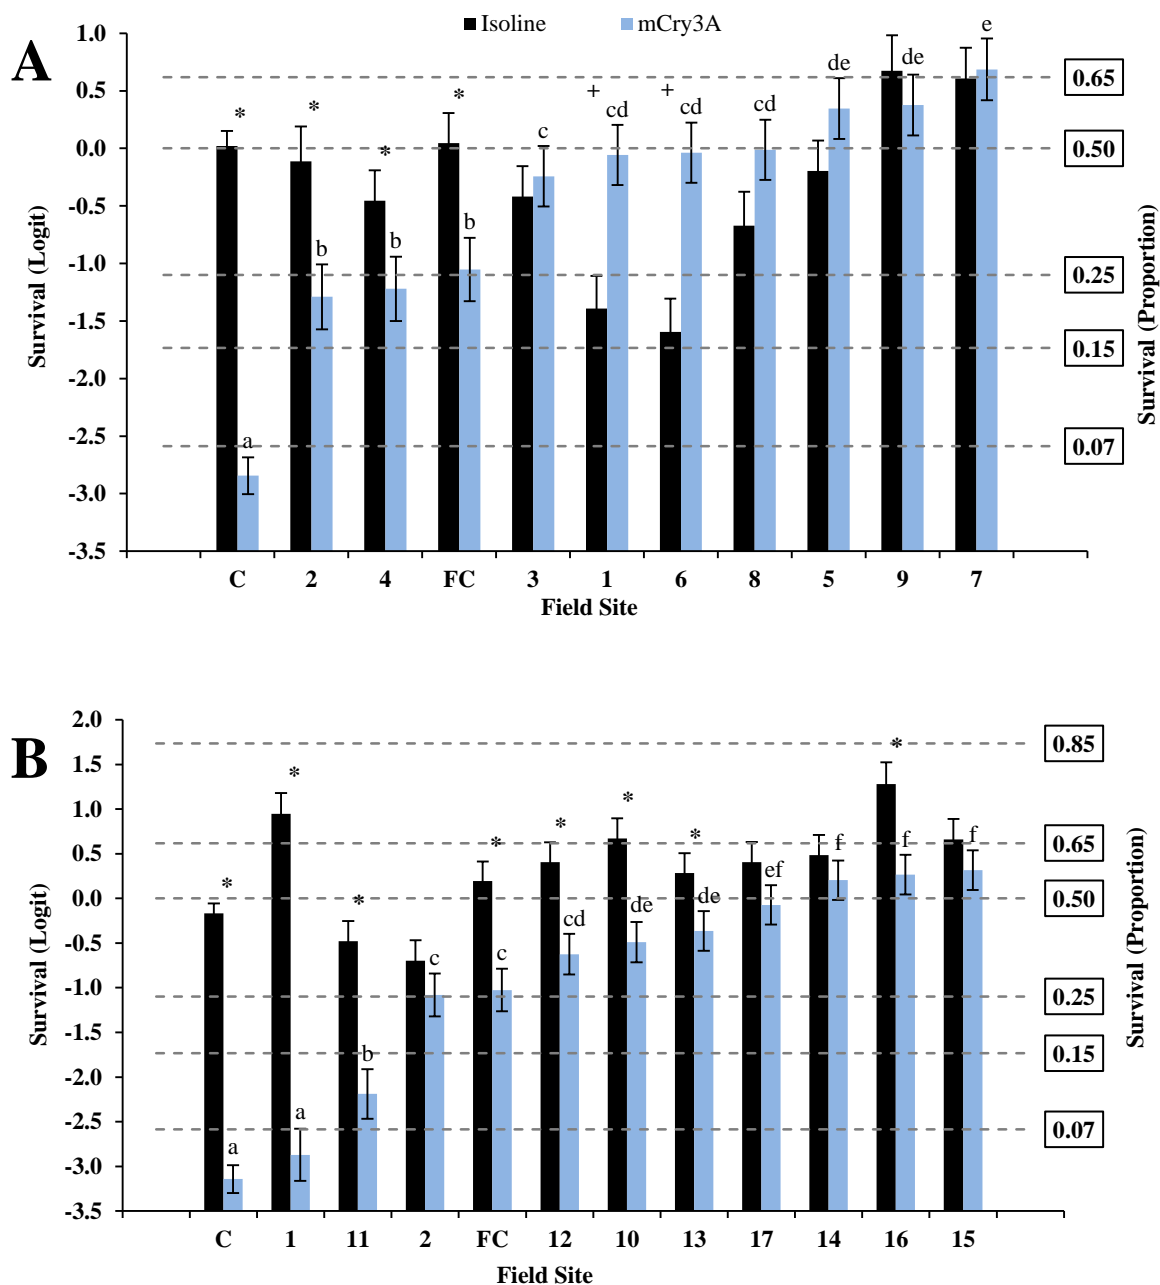 Isoline mCry3A
A
1.0
0.5
0.0
-0.5
-1.0
-1.5
-2.0
-2.5
-3.0
-3.5
Survival (Logit)
* * * * + +
a b b b c cd cd cd de de e
0.65
0.50
0.25
0.15
0.07
Survival (Proportion)
C 2 4 FC 3 1 6 8 5 9 7
Field Site
B
2.0
1.5
1.0
0.5
0.0
-0.5
-1.0
-1.5
-2.0
-2.5
-3.0
-3.5
Survival (Logit)
* * * * * * * *
a a b c c cd de de ef f f f
0.85
0.65
0.50
0.25
0.15
0.07
Survival (Proportion)
C 1 11 2 FC 12 10 13 17 14 16 15
Field Site